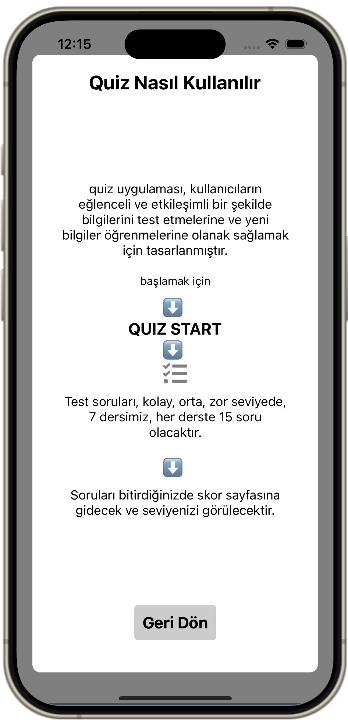 12:15
Quiz Nasıl Kullanılır
quiz uygulaması, kullanıcıların
eğlenceli ve etkileşimli bir şekilde
bilgilerini test etmelerine ve yeni
bilgiler öğrenmelerine olanak sağlamak
için tasarlanmıştır.
başlamak için
QUIZ START
Test soruları, kolay, orta, zor seviyede,
7 dersimiz, her derste 15 soru
olacaktır.
Soruları bitirdiğinizde skor sayfasına
gidecek ve seviyenizi görülecektir.
Geri Dön